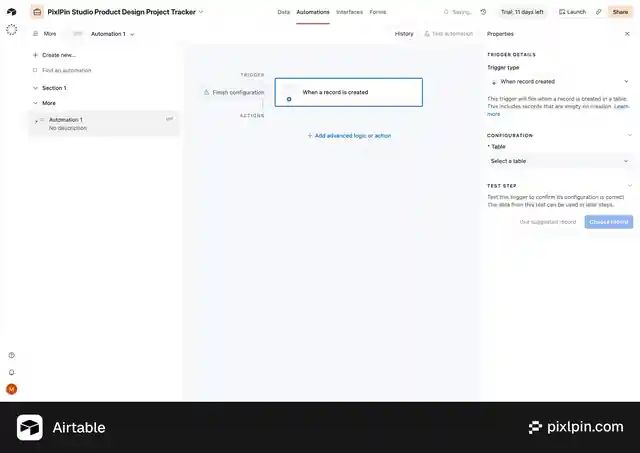 PixlPin Studio Product Design Project Tracker
Data
Automations
Interfaces
Forms
Saving...
Trial: 11 days left
Launch
Share
More
OFF
Automation 1
History
Test automation
Properties
Create new...
Find an automation
Section 1
More
Automation 1
OFF
No description
TRIGGER
Finish configuration
When a record is created
ACTIONS
+ Add advanced logic or action
TRIGGER DETAILS
Trigger type
When record created
This trigger will fire when a record is created in a table.
This includes records that are empty on creation. Learn
more
CONFIGURATION
* Table
Select a table
TEST STEP
Test this trigger to confirm its configuration is correct.
The data from this test can be used in later steps.
Use suggested record
Choose record
M
Airtable
pixlpin.com